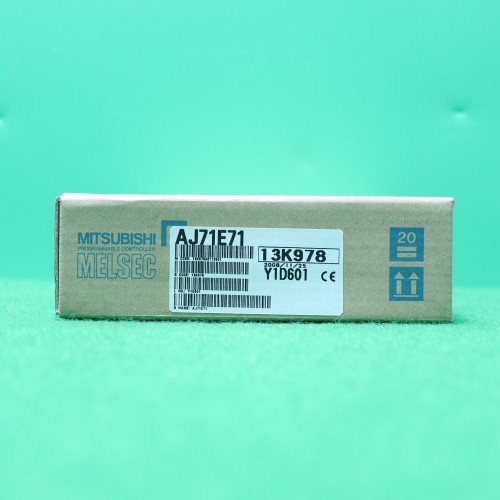 MITSUBISHI
PROGRAMMABLE CONTROLLER
MELSEC
AJ71E71
13K978
2008/11/25
Y1D601
CE
20